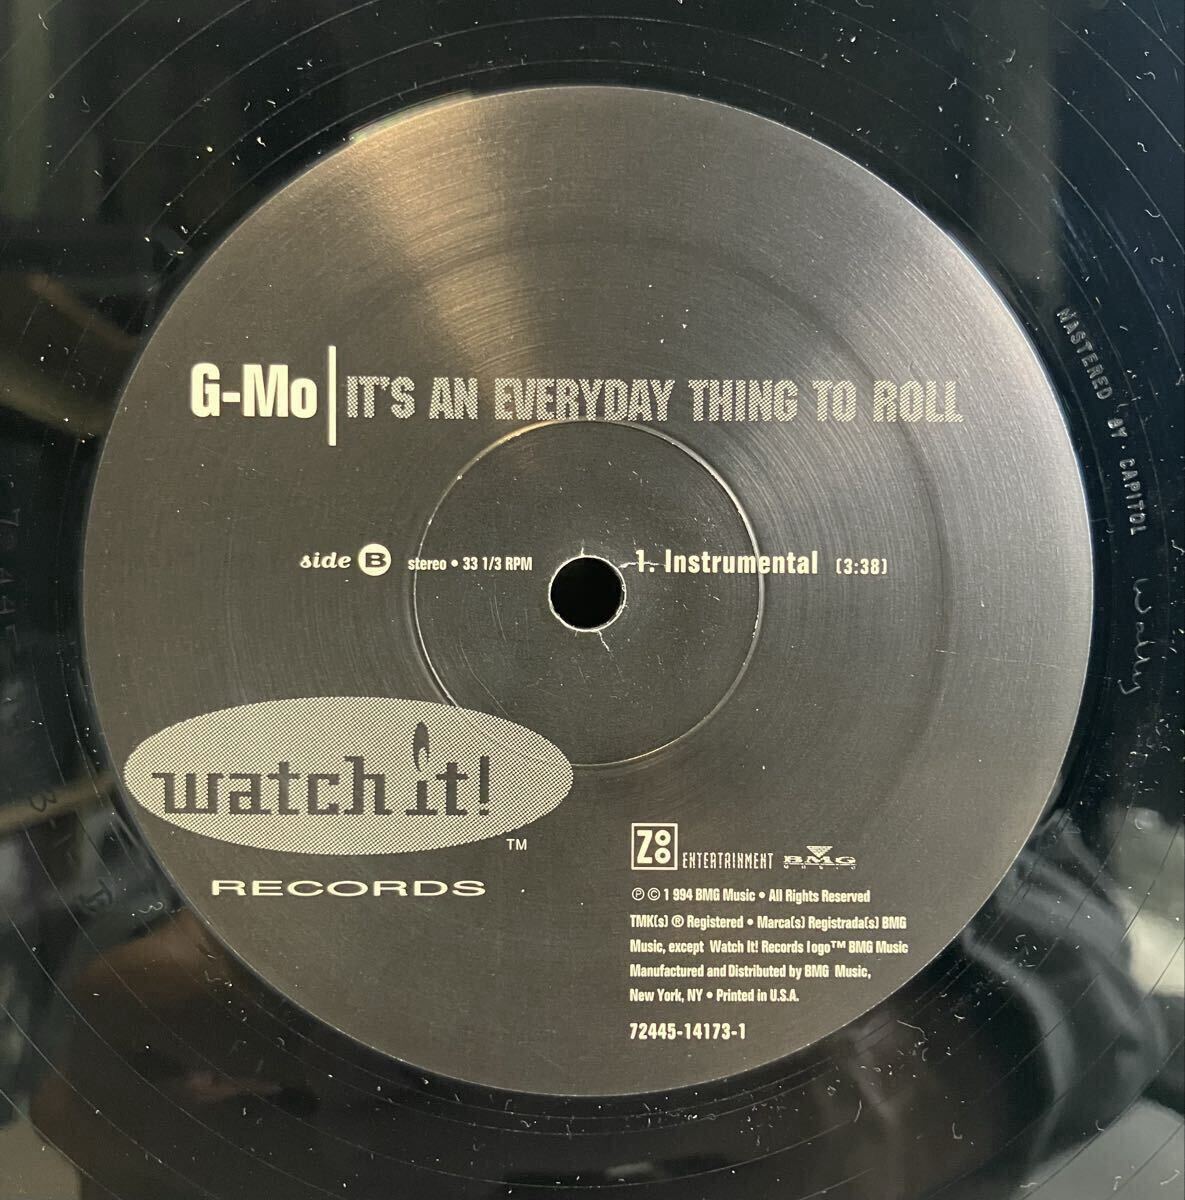 G-Mo | IT'S AN EVERYDAY THING TO ROLL
side B stereo • 33 1/3 RPM 1. Instrumental (3:38)
watch it!
TM
RECORDS
ZOO ENTERTAINMENT BMG MUSIC
℗ © 1994 BMG Music • All Rights Reserved
TMK(s) ® Registered • Marca(s) Registrada(s) BMG
Music, except Watch It! Records logo™ BMG Music
Manufactured and Distributed by BMG Music,
New York, NY • Printed in U.S.A.
72445-14173-1
MASTERED BY CAPITOL
Wally